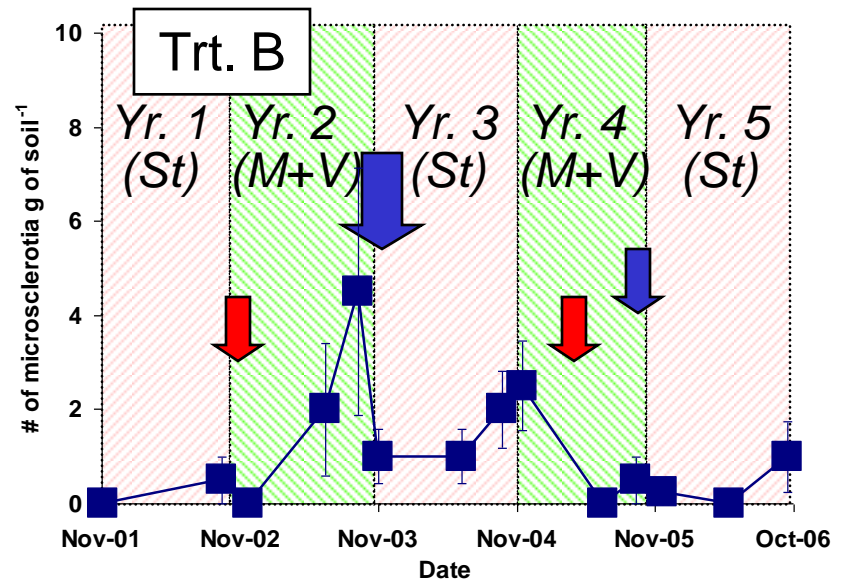 Trt. B
10
8
6
4
2
0
# of microsclerotia g of soil-1
Yr. 1
(St)
Yr. 2
(M+V)
Yr. 3
(St)
Yr. 4
(M+V)
Yr. 5
(St)
Nov-01
Nov-02
Nov-03
Nov-04
Nov-05
Oct-06
Date